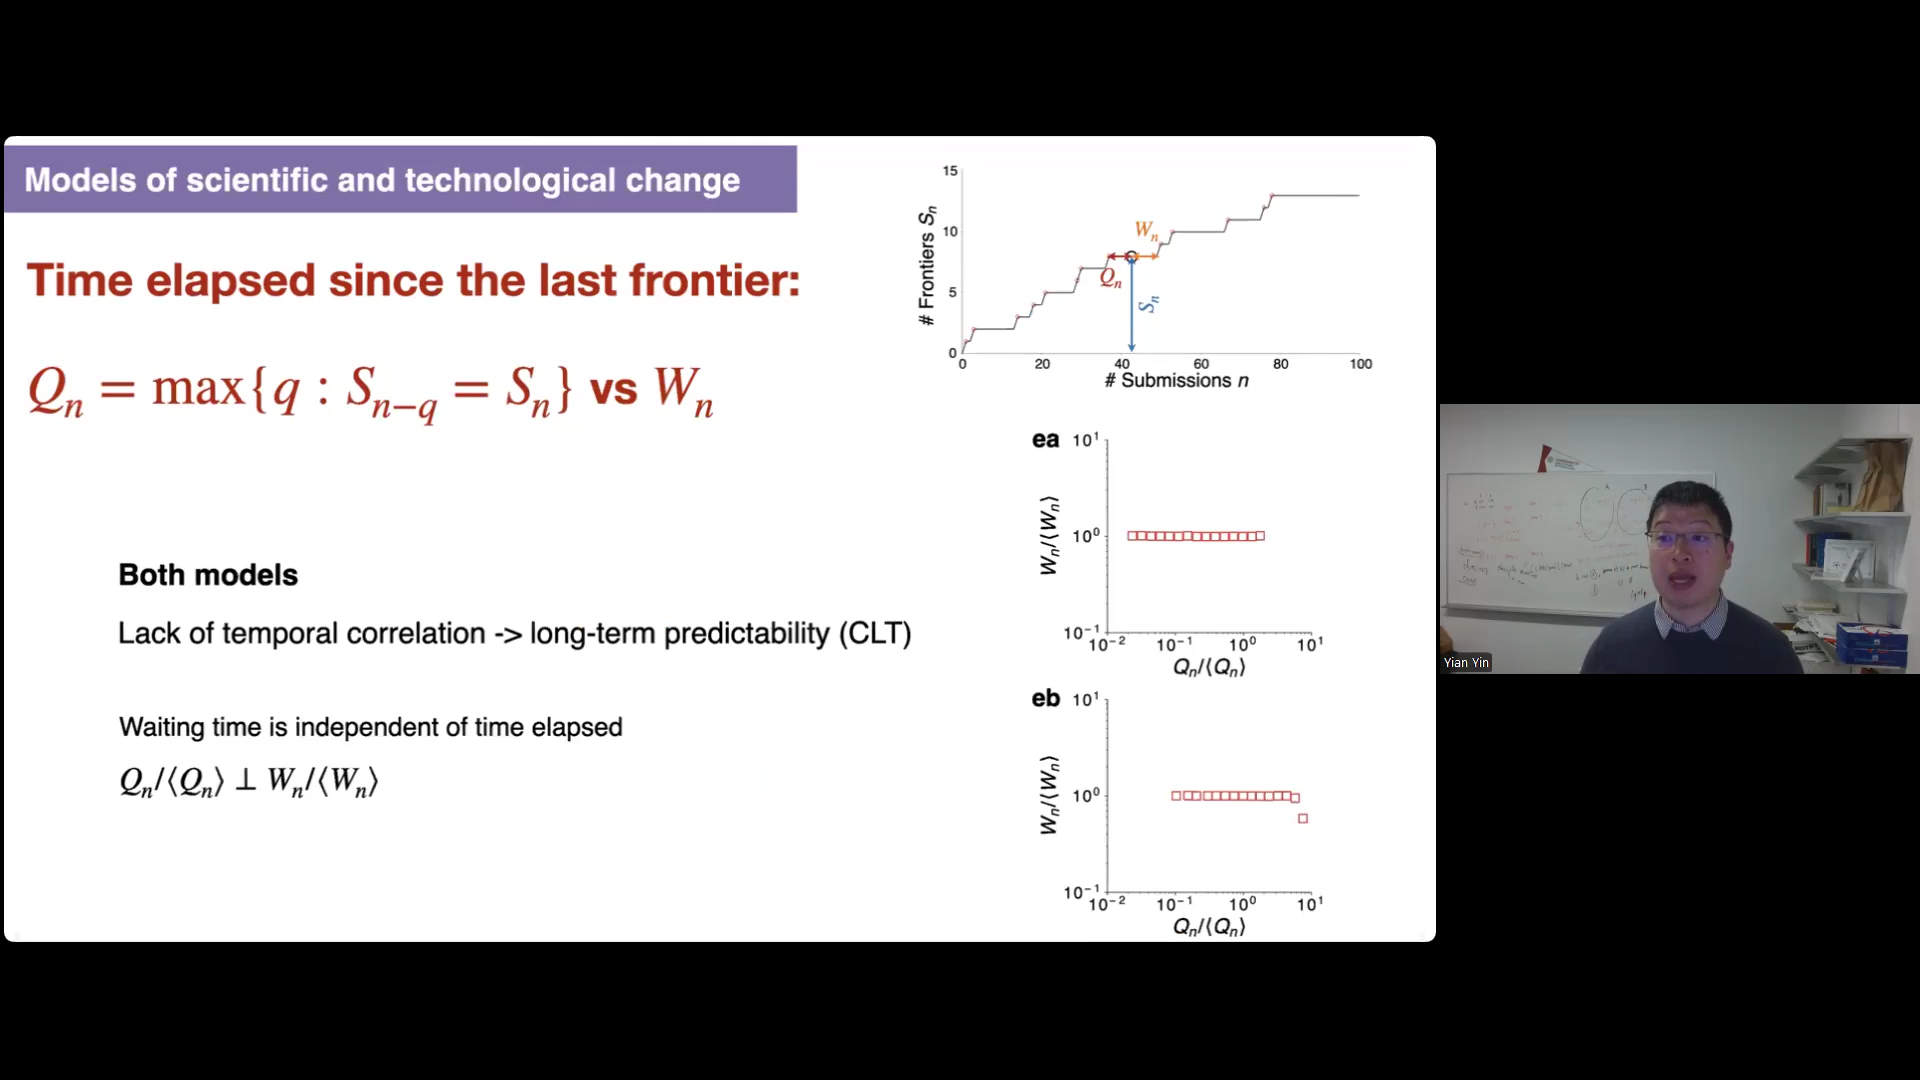 Models of scientific and technological change
Time elapsed since the last frontier:
Qₙ = max{q : Sₙ₋q = Sₙ} vs Wₙ
Both models
Lack of temporal correlation -> long-term predictability (CLT)
Waiting time is independent of time elapsed
Qₙ/⟨Qₙ⟩ ⊥ Wₙ/⟨Wₙ⟩
# Frontiers Sₙ
15
10
5
0
Wₙ
Qₙ
Sₙ
0 20 40 60 80 100
# Submissions n
ea
Wₙ/⟨Wₙ⟩
10¹
10⁰
10⁻¹
10⁻² 10⁻¹ 10⁰ 10¹
Qₙ/⟨Qₙ⟩
eb
Wₙ/⟨Wₙ⟩
10¹
10⁰
10⁻¹
10⁻² 10⁻¹ 10⁰ 10¹
Qₙ/⟨Qₙ⟩
Yian Yin